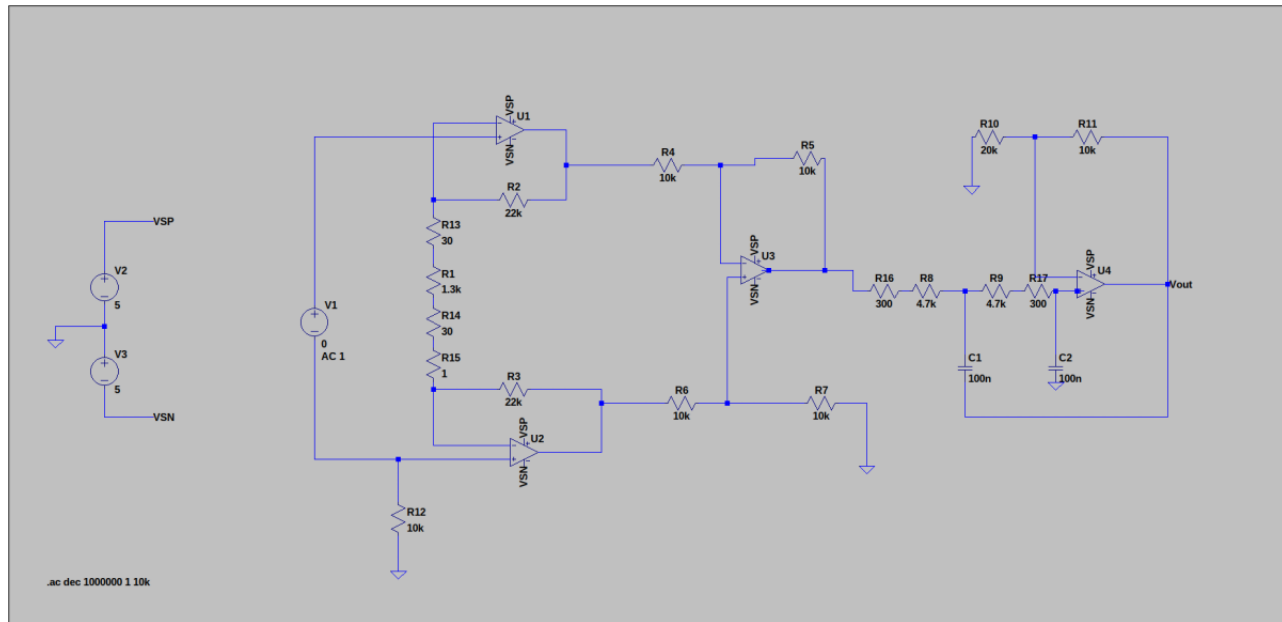 VSP
V2
5
V3
5
VSN
V1
0
AC 1
R12
10k
VSP
U1
VSN
R2
22k
R13
30
R1
1.3k
R14
30
R15
1
R3
22k
VSP
U2
VSN
R4
10k
R5
10k
VSP
U3
VSN
R6
10k
R7
10k
R16
300
R8
4.7k
R9
4.7k
R17
300
C1
100n
C2
100n
R10
20k
R11
10k
VSP
U4
VSN
Vout
.ac dec 1000000 1 10k